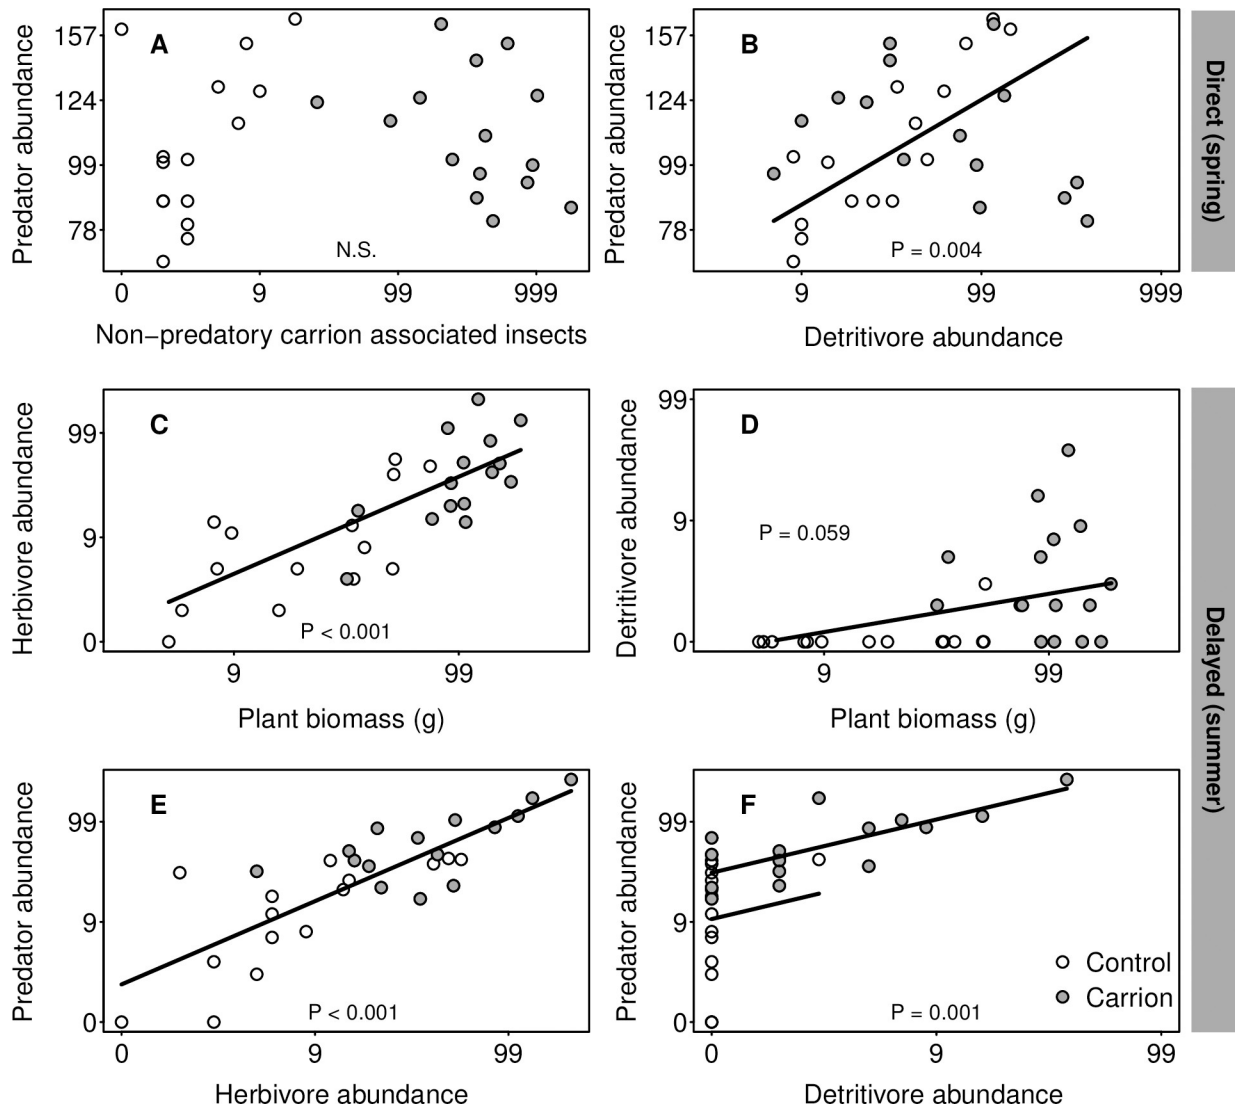 A
Predator abundance
157
124
99
78
N.S.
0
9
99
999
Non−predatory carrion associated insects
B
Predator abundance
157
124
99
78
P = 0.004
9
99
999
Detritivore abundance
Direct (spring)
C
Herbivore abundance
99
9
0
P < 0.001
9
99
Plant biomass (g)
D
Detritivore abundance
99
9
0
P = 0.059
9
99
Plant biomass (g)
Delayed (summer)
E
Predator abundance
99
9
0
P < 0.001
0
9
99
Herbivore abundance
F
Predator abundance
99
9
0
Control
Carrion
P = 0.001
0
9
99
Detritivore abundance